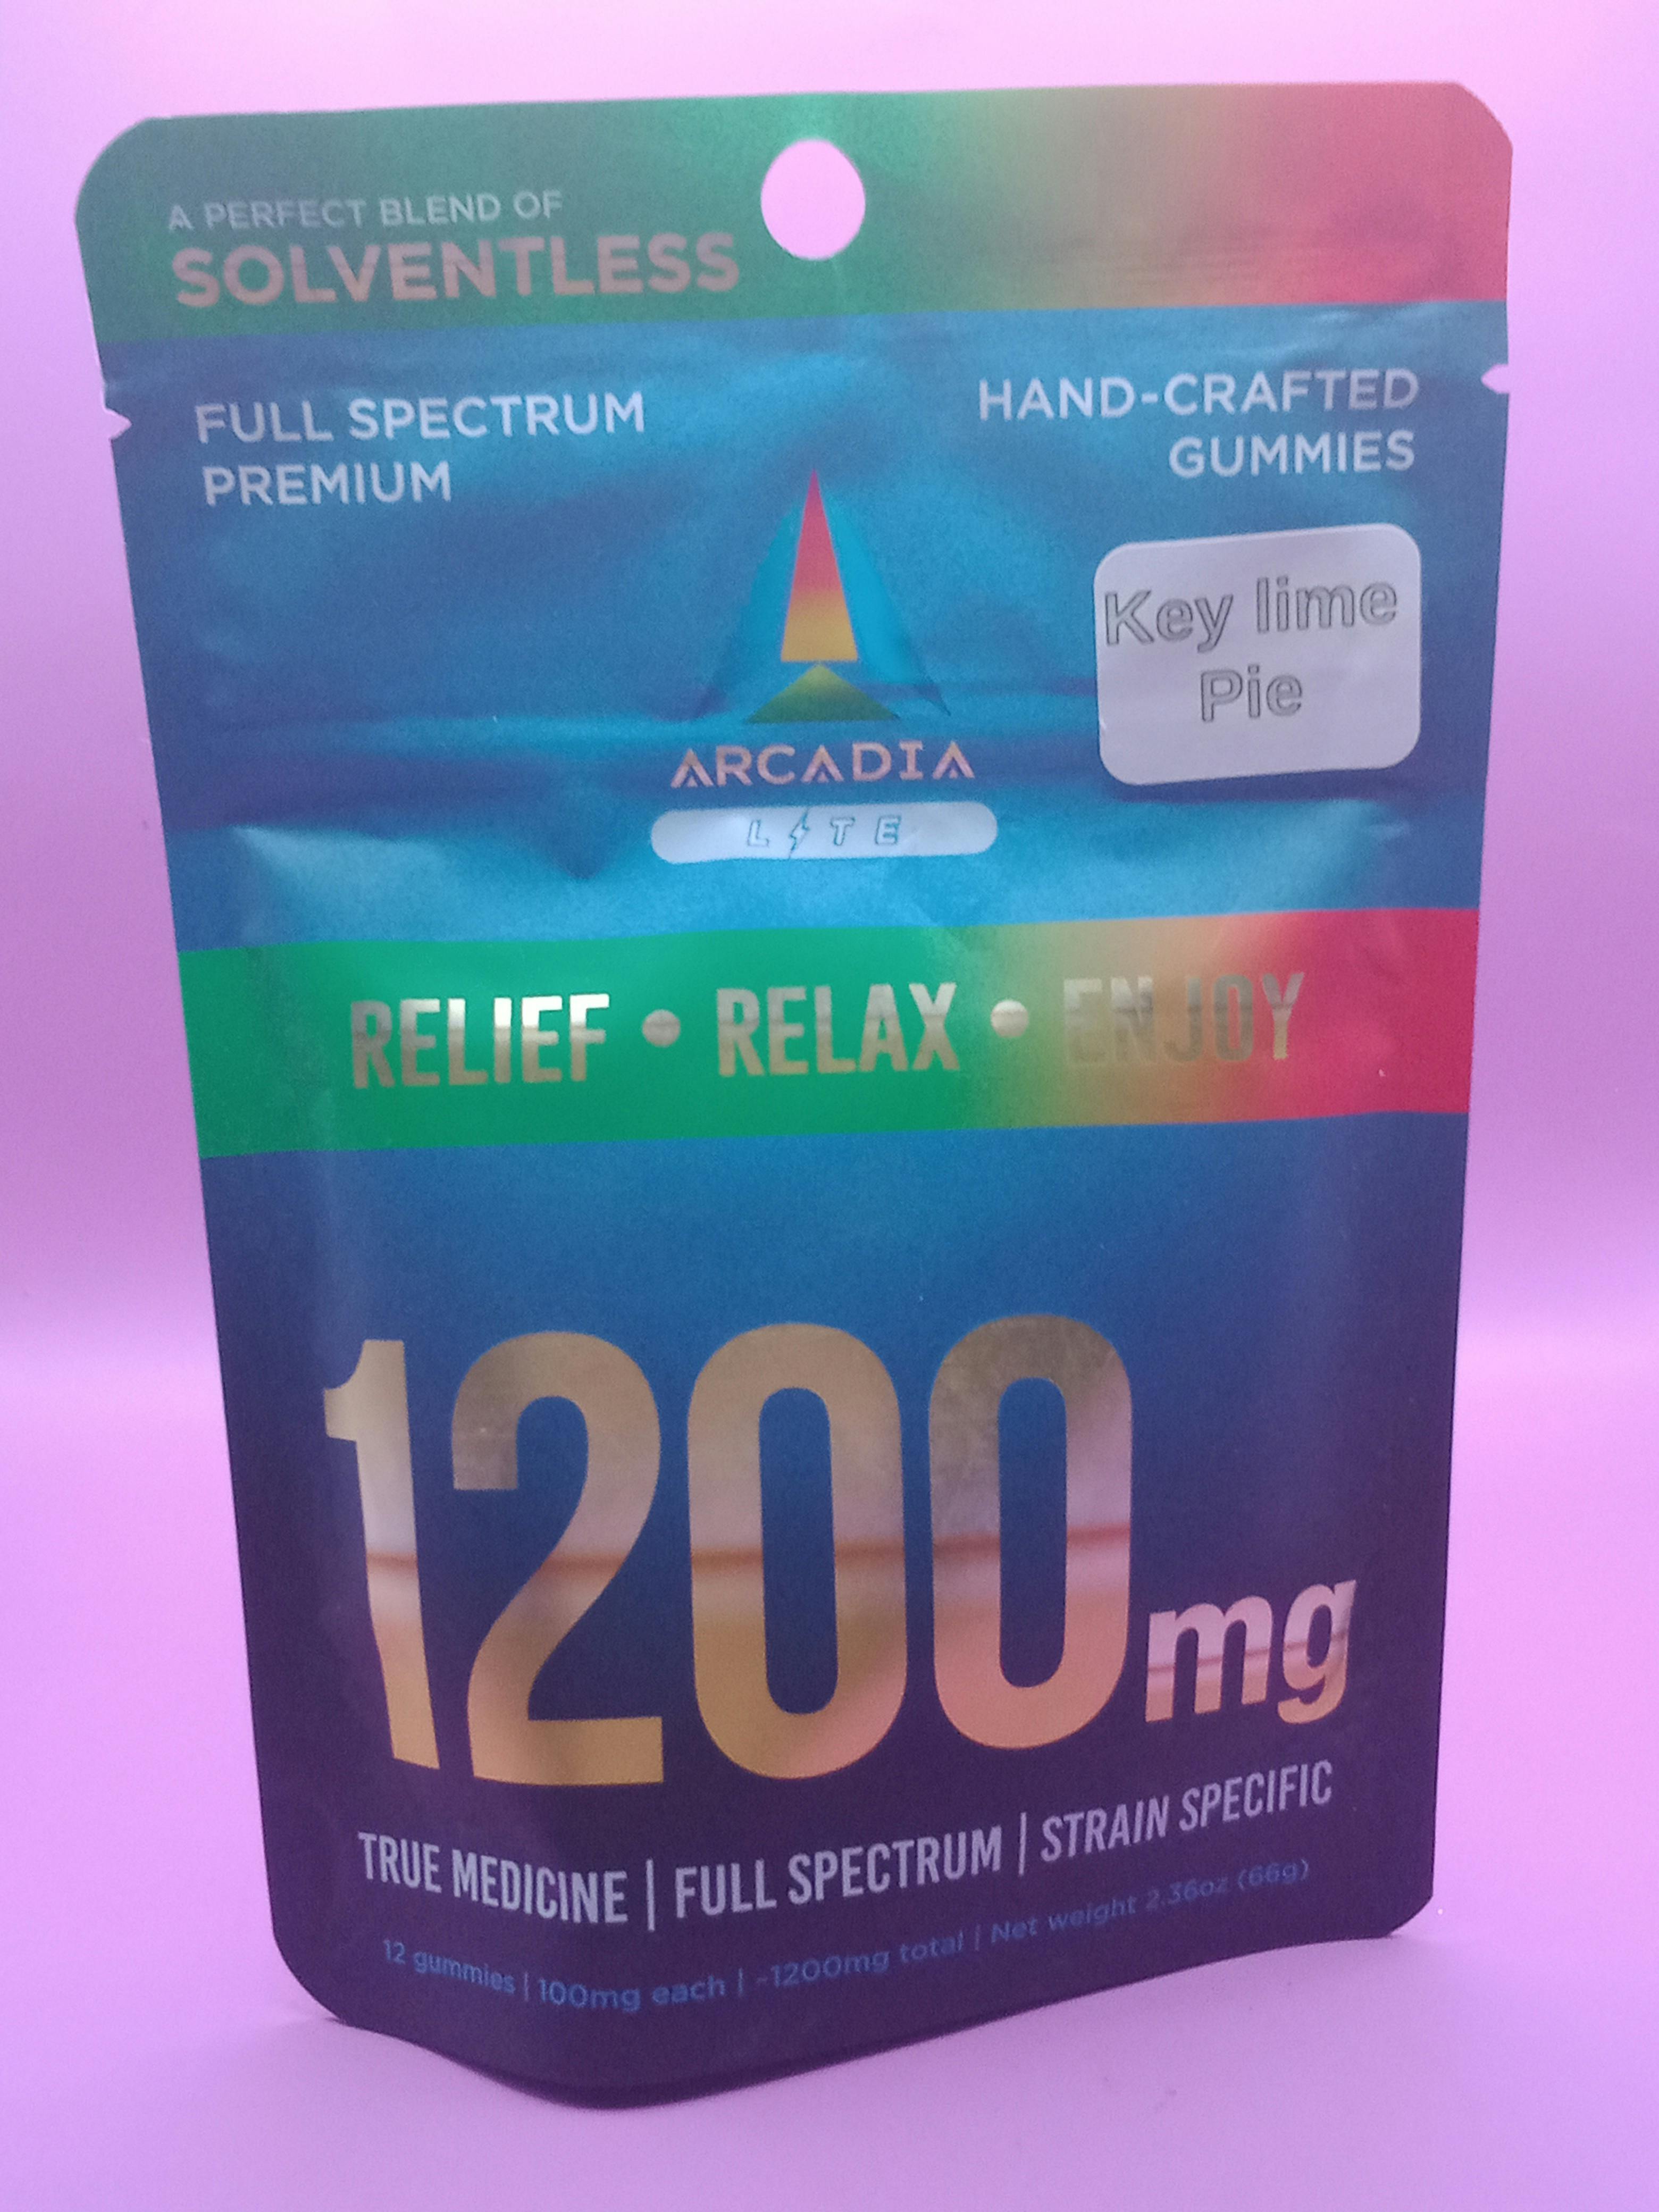 A PERFECT BLEND OF
SOLVENTLESS
FULL SPECTRUM
PREMIUM
HAND-CRAFTED
GUMMIES
Key lime
Pie
ARCADIA
L⚡TE
RELIEF • RELAX • ENJOY
1200mg
TRUE MEDICINE | FULL SPECTRUM | STRAIN SPECIFIC
12 gummies | 100mg each | ~1200mg total | Net weight 2.36oz (66g)